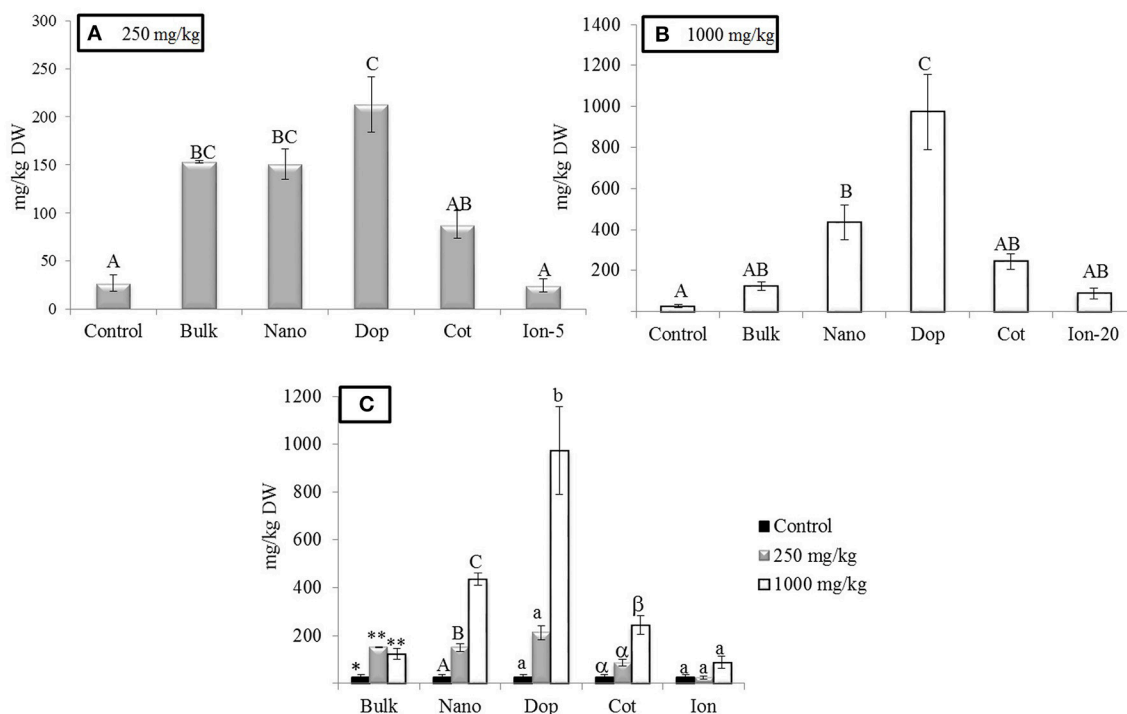 A 250 mg/kg
300
250
200
150
100
50
0
mg/kg DW
A
BC
BC
C
AB
A
Control Bulk Nano Dop Cot Ion-5
B 1000 mg/kg
1400
1200
1000
800
600
400
200
mg/kg DW
A
AB
B
C
AB
AB
Control Bulk Nano Dop Cot Ion-20
C
1200
1000
800
600
400
200
mg/kg DW
*
**
**
A
B
C
a
a
b
α
α
β
a
a
a
Bulk Nano Dop Cot Ion
Control
250 mg/kg
1000 mg/kg